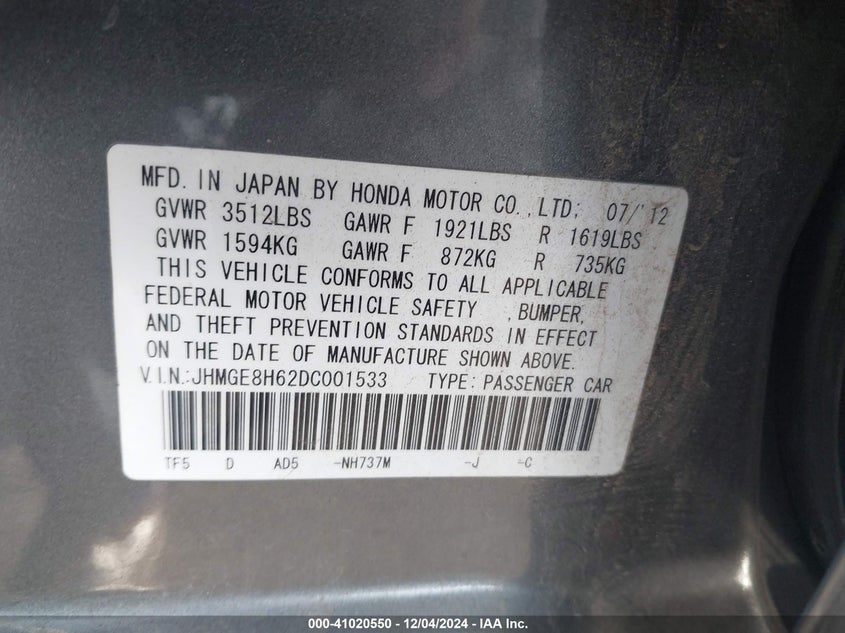 MFD. IN JAPAN BY HONDA MOTOR CO.,LTD; 07/'12
GVWR 3512LBS GAWR F 1921LBS R 1619LBS
GVWR 1594KG GAWR F 872KG R 735KG
THIS VEHICLE CONFORMS TO ALL APPLICABLE
FEDERAL MOTOR VEHICLE SAFETY ,BUMPER,
AND THEFT PREVENTION STANDARDS IN EFFECT
ON THE DATE OF MANUFACTURE SHOWN ABOVE.
V.I.N.:JHMGE8H62DC001533 TYPE: PASSENGER CAR
TF5 D AD5 -NH737M -J -C
000-41020550 - 12/04/2024 - IAA Inc.